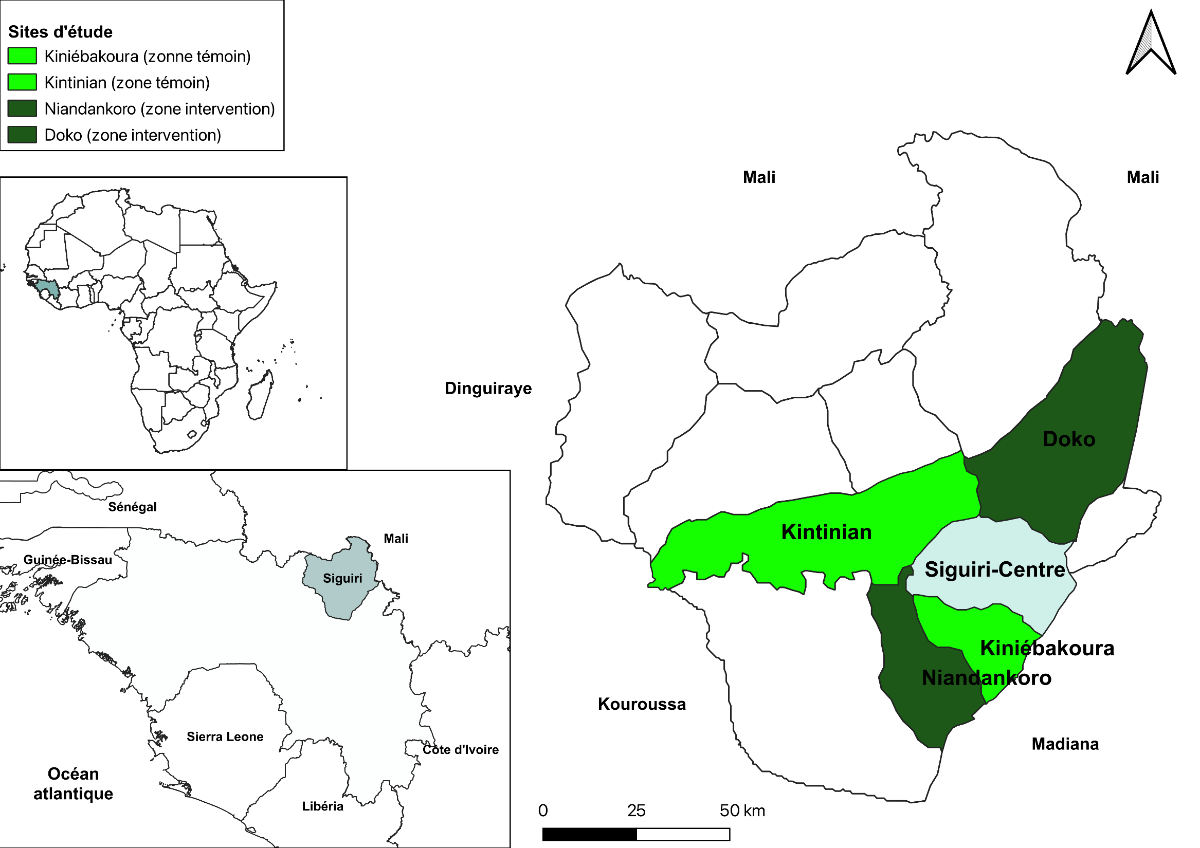 Sites d'étude
Kiniébakoura (zonne témoin)
Kintinian (zone témoin)
Niandankoro (zone intervention)
Doko (zone intervention)
Mali
Mali
Dinguiraye
Doko
Kintinian
Siguiri-Centre
Kiniébakoura
Niandankoro
Kouroussa
Madiana
0 25 50 km
Sénégal
Mali
Guinée-Bissau
Siguiri
Sierra Leone
Côte d'Ivoire
Océan
atlantique
Libéria